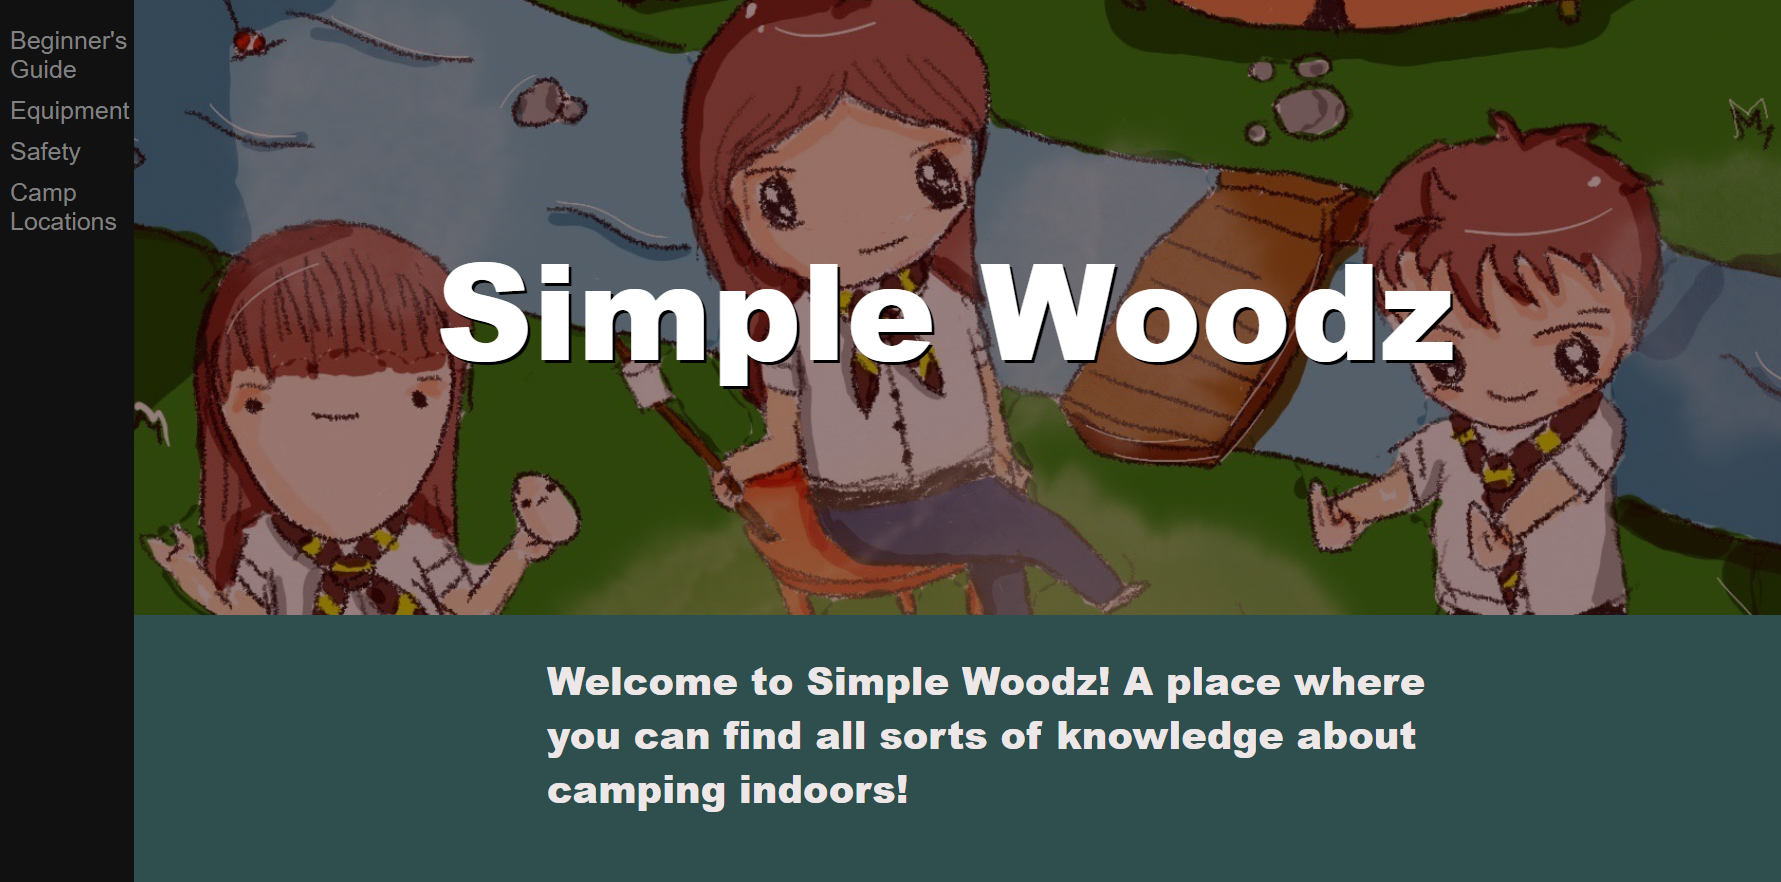 Beginner's
Guide
Equipment
Safety
Camp
Locations
Simple Woodz
Welcome to Simple Woodz! A place where
you can find all sorts of knowledge about
camping indoors!